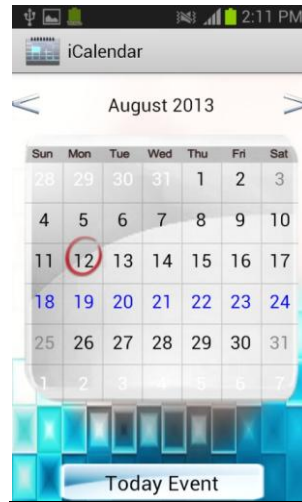 2:11 PM
iCalendar
August 2013
Sun Mon Tue Wed Thu Fri Sat
28 29 30 31 1 2 3
4 5 6 7 8 9 10
11 12 13 14 15 16 17
18 19 20 21 22 23 24
25 26 27 28 29 30 31
1 2 3 4 5 6 7
Today Event